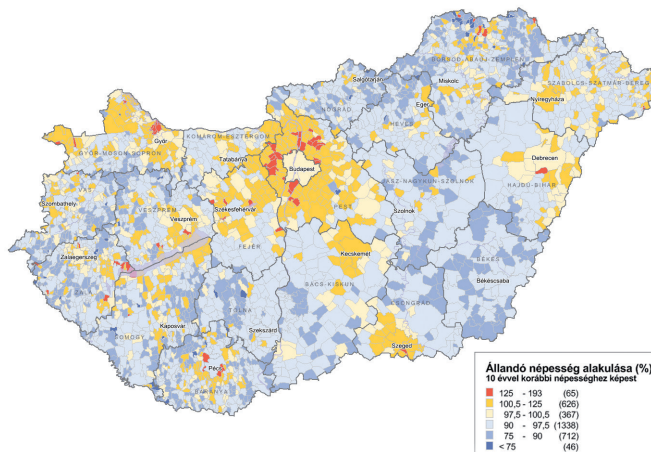 BORSOD-ABAÚJ-ZEMPLÉN
Salgótarján
Miskolc
SZABOLCS-SZATMÁR-BEREG
NÓGRÁD
Eger
Nyíregyháza
HEVES
Győr
KOMÁROM-ESZTERGOM
GYŐR-MOSON-SOPRON
Tatabánya
Budapest
Debrecen
JÁSZ-NAGYKUN-SZOLNOK
HAJDÚ-BIHAR
VAS
VESZPRÉM
Szombathely
Székesfehérvár
PEST
Veszprém
Szolnok
FEJÉR
Zalaegerszeg
Kecskemét
BÉKÉS
ZALA
BÁCS-KISKUN
Békéscsaba
TOLNA
CSONGRÁD
Kaposvár
Szekszárd
SOMOGY
Szeged
Pécs
BARANYA
Állandó népesség alakulása (%)
10 évvel korábbi népességhez képest
125 - 193 (65)
100,5 - 125 (626)
97,5 - 100,5 (367)
90 - 97,5 (1338)
75 - 90 (712)
< 75 (46)